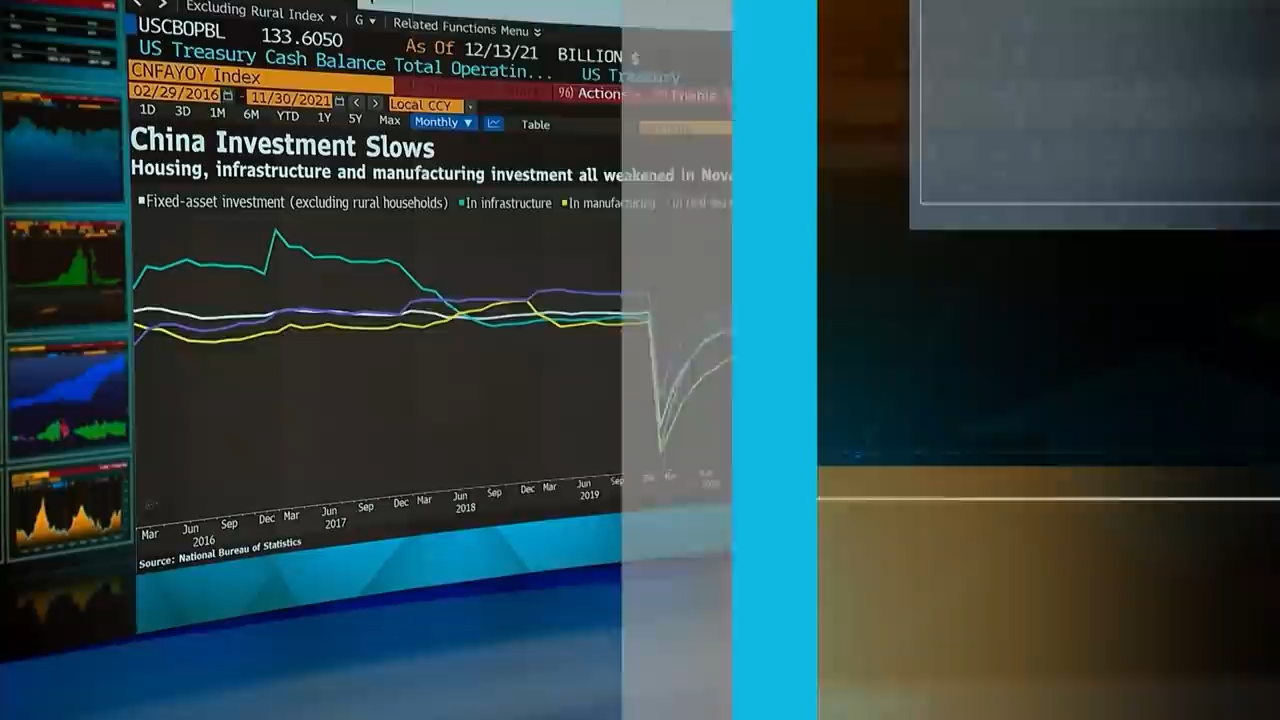 Excluding Rural Index ▾ G ▾ Related Functions Menu
USCBOPBL 133.6050 As Of 12/13/21 BILLION $
US Treasury Cash Balance Total Operatin... US Treasury
CNFAYOY Index
96) Actions
02/29/2016 - 11/30/2021 < > Local CCY
1D 3D 1M 6M YTD 1Y 5Y Max Monthly ▼ Table
China Investment Slows
Housing, infrastructure and manufacturing investment all weakened in Nov
Fixed-asset investment (excluding rural households) In infrastructure In manufacturing
Mar Jun Sep Dec Mar Jun Sep Dec Mar Jun Sep Dec Mar Jun Sep
2016 2017 2018 2019
Source: National Bureau of Statistics